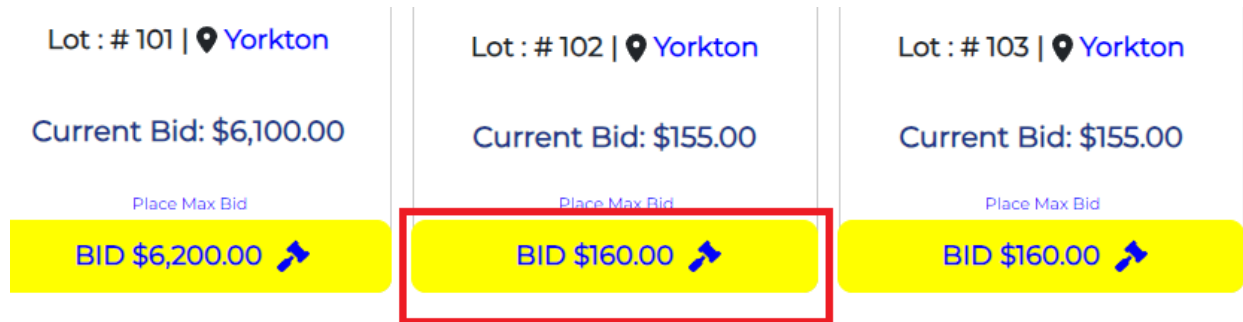 Lot : # 101 | Yorkton
Current Bid: $6,100.00
Place Max Bid
BID $6,200.00
Lot : # 102 | Yorkton
Current Bid: $155.00
Place Max Bid
BID $160.00
Lot : # 103 | Yorkton
Current Bid: $155.00
Place Max Bid
BID $160.00